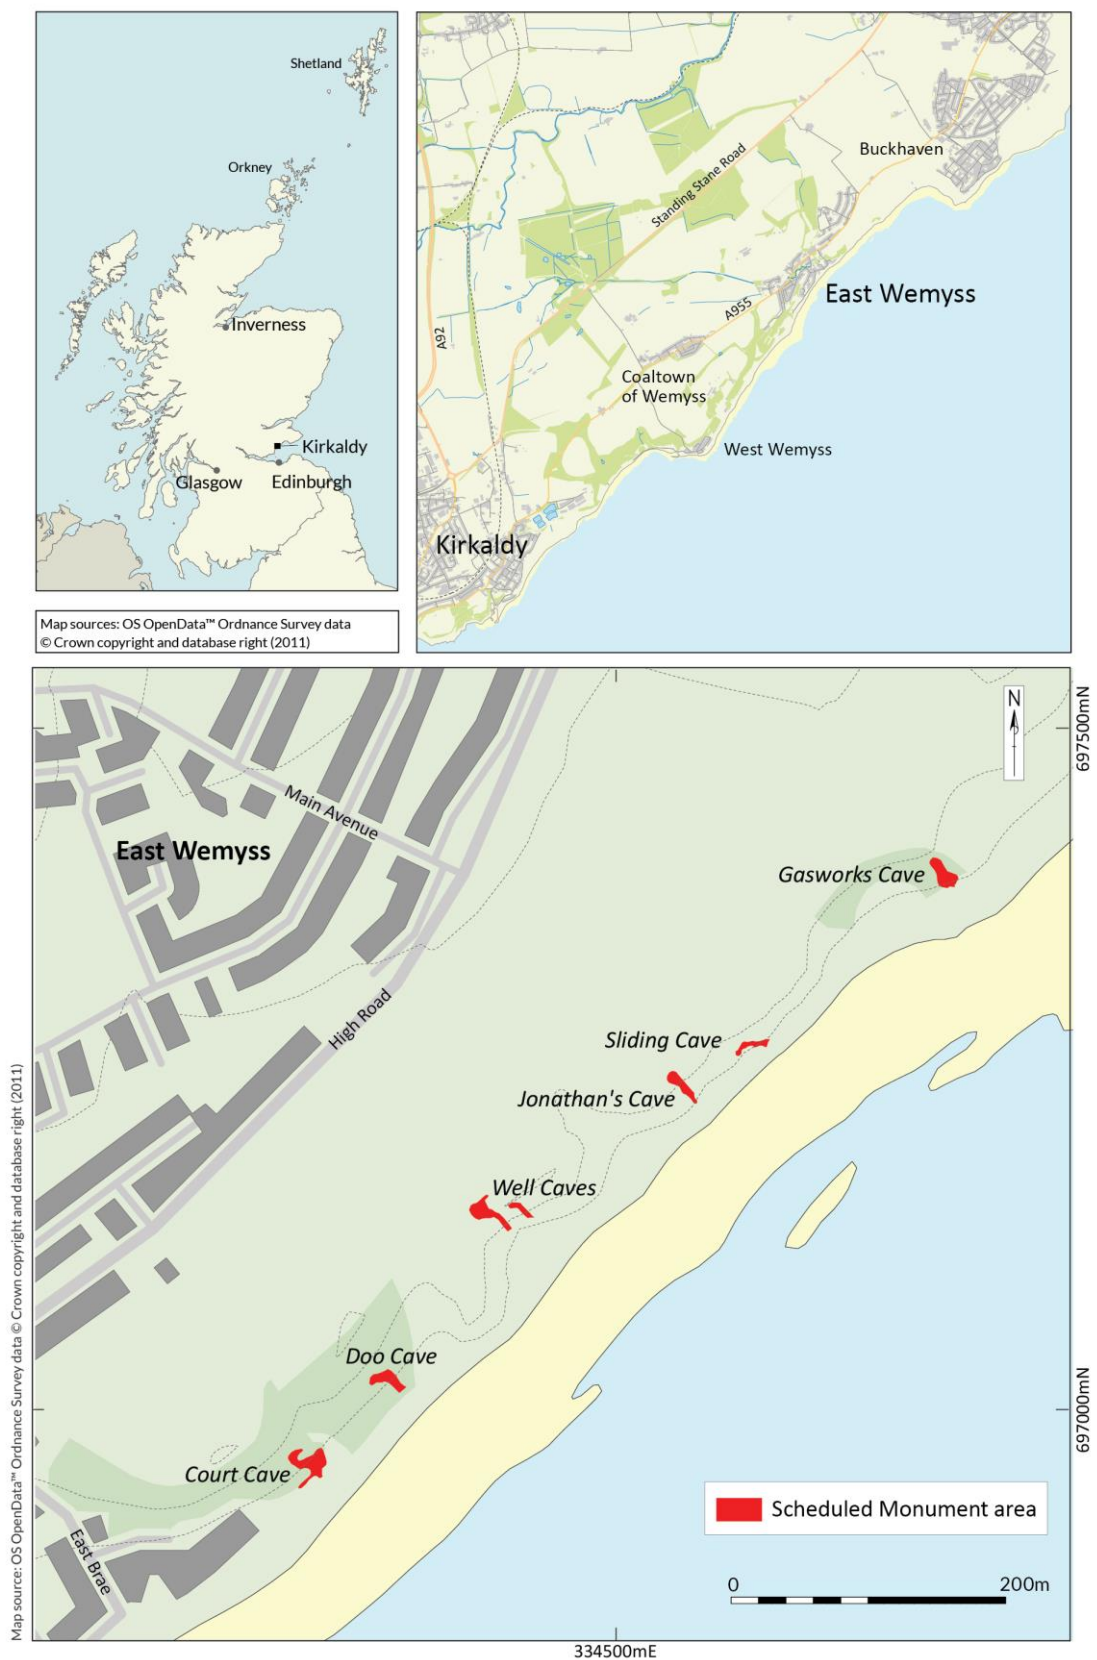 Shetland
Orkney
Inverness
Kirkaldy
Glasgow
Edinburgh
Map sources: OS OpenData™ Ordnance Survey data
© Crown copyright and database right (2011)
Buckhaven
Standing Stane Road
East Wemyss
A955
A92
Coaltown
of Wemyss
West Wemyss
Kirkaldy
N
697500mN
Main Avenue
East Wemyss
Gasworks Cave
High Road
Sliding Cave
Jonathan's Cave
Well Caves
Doo Cave
697000mN
Court Cave
East Brae
Scheduled Monument area
0 200m
334500mE
Map source: OS OpenData™ Ordnance Survey data © Crown copyright and database right (2011)